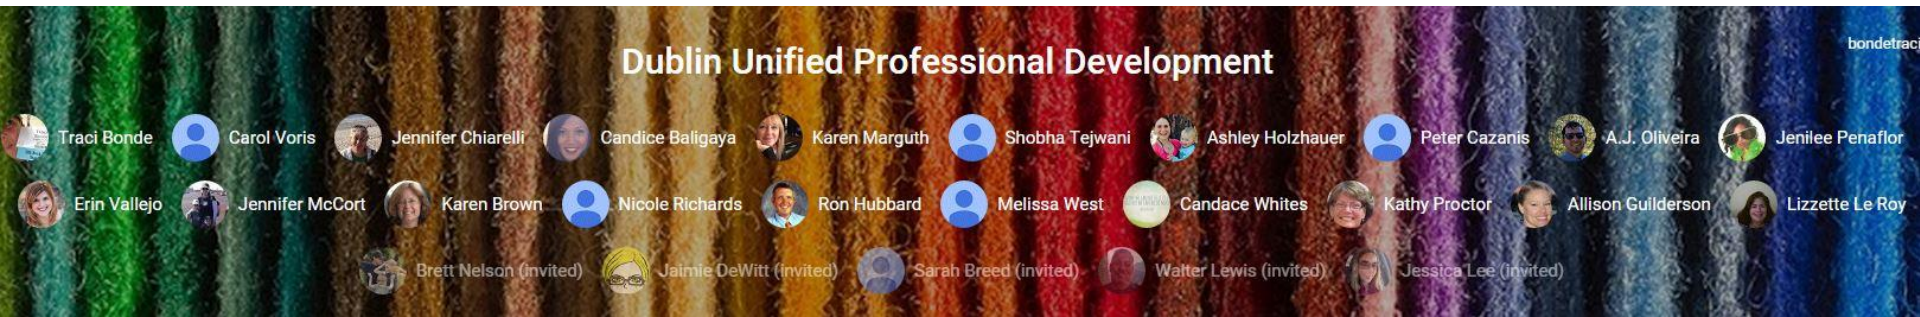 Dublin Unified Professional Development
bondetraci
Traci Bonde Carol Voris Jennifer Chiarelli Candice Baligaya Karen Marguth Shobha Tejwani Ashley Holzhauer Peter Cazanis A.J. Oliveira Jenilee Penaflor
Erin Vallejo Jennifer McCort Karen Brown Nicole Richards Ron Hubbard Melissa West Candace Whites Kathy Proctor Allison Guilderson Lizzette Le Roy
Brett Nelson (invited) Jaimie DeWitt (invited) Sarah Breed (invited) Walter Lewis (invited) Jessica Lee (invited)